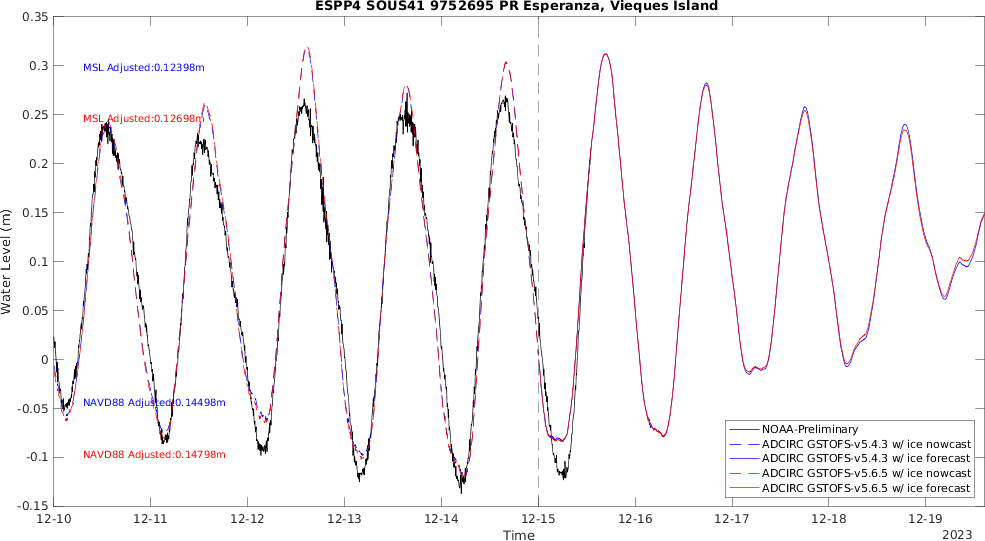 ESPP4 SOUS41 9752695 PR Esperanza, Vieques Island
0.35
0.3
0.25
0.2
0.15
0.1
0.05
0
-0.05
-0.1
-0.15
Water Level (m)
MSL Adjusted:0.12398m
MSL Adjusted:0.12698m
NAVD88 Adjusted:0.14498m
NAVD88 Adjusted:0.14798m
NOAA-Preliminary
ADCIRC GSTOFS-v5.4.3 w/ ice nowcast
ADCIRC GSTOFS-v5.4.3 w/ ice forecast
ADCIRC GSTOFS-v5.6.5 w/ ice nowcast
ADCIRC GSTOFS-v5.6.5 w/ ice forecast
12-10 12-11 12-12 12-13 12-14 12-15 12-16 12-17 12-18 12-19
Time
2023